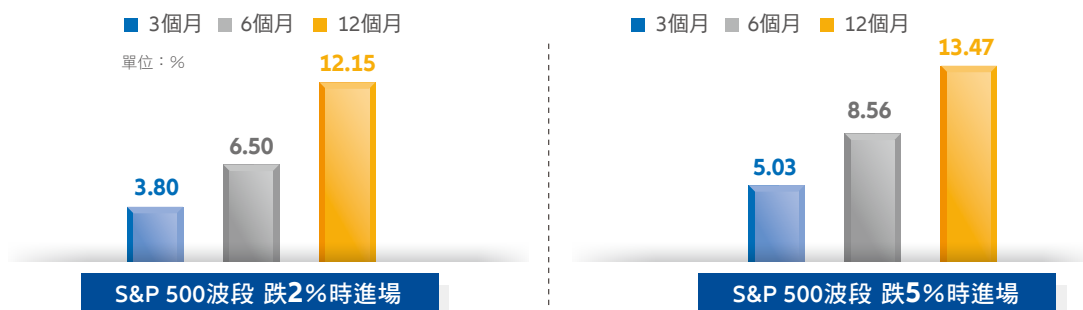 3個月 6個月 12個月
單位：%
12.15
6.50
3.80
S&P 500波段 跌2%時進場
3個月 6個月 12個月
13.47
8.56
5.03
S&P 500波段 跌5%時進場